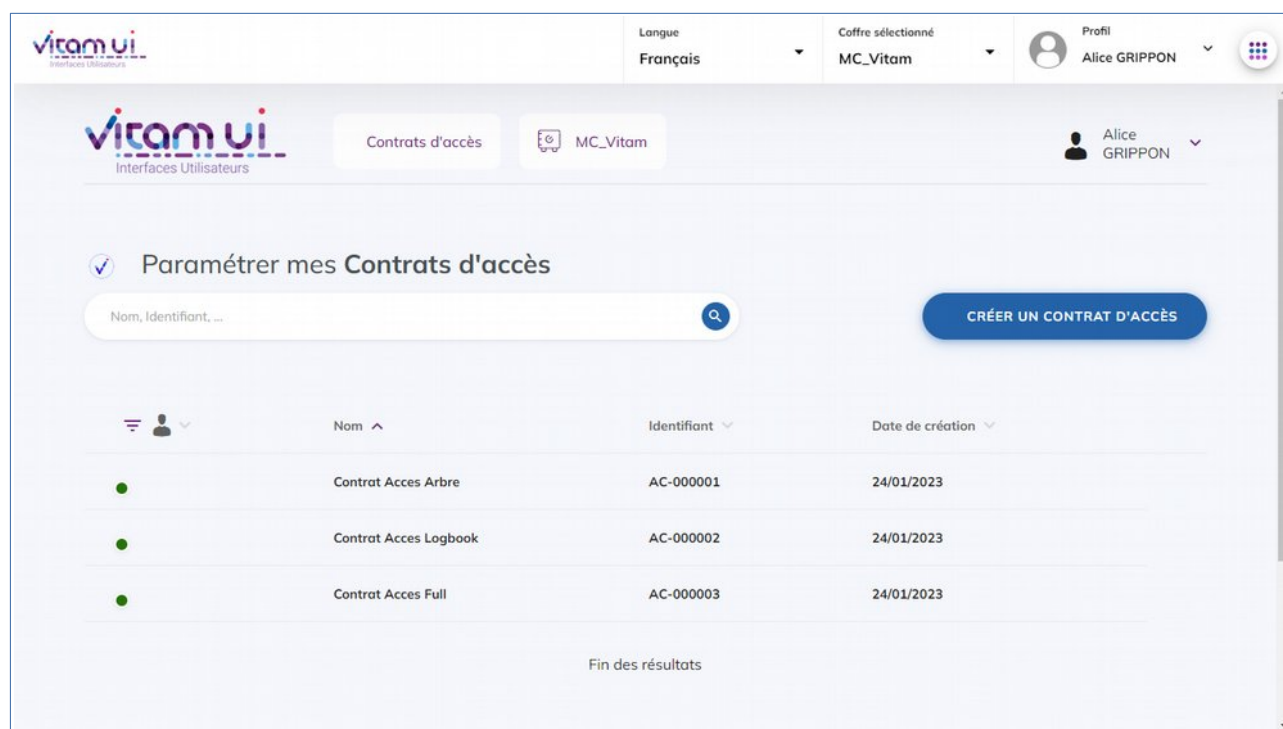 vitam ui
Interfaces Utilisateurs
Langue
Français
Coffre sélectionné
MC_Vitam
Profil
Alice GRIPPON
vitam ui
Interfaces Utilisateurs
Contrats d'accès
MC_Vitam
Alice
GRIPPON
Paramétrer mes Contrats d'accès
Nom, Identifiant, ...
CRÉER UN CONTRAT D'ACCÈS
Nom Identifiant Date de création
Contrat Acces Arbre AC-000001 24/01/2023
Contrat Acces Logbook AC-000002 24/01/2023
Contrat Acces Full AC-000003 24/01/2023
Fin des résultats